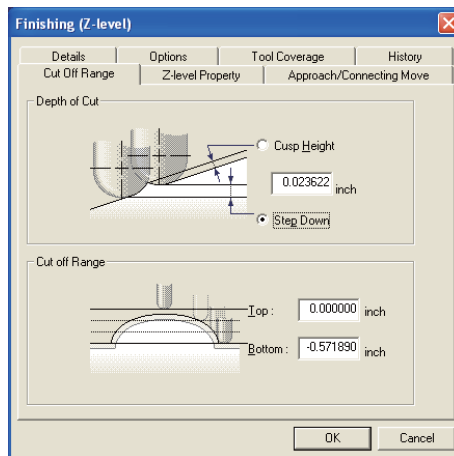 Finishing (Z-level)
Details
Options
Tool Coverage
History
Cut Off Range
Z-level Property
Approach/Connecting Move
Depth of Cut
Cusp Height
0.023622 inch
Step Down
Cut off Range
Top : 0.000000 inch
Bottom : -0.571890 inch
OK
Cancel